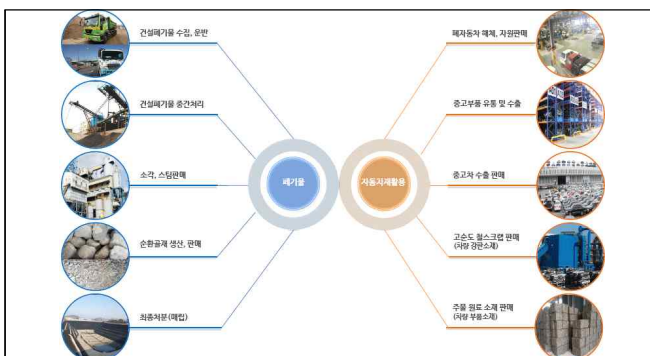 건설폐기물 수집, 운반
건설폐기물 중간처리
소각, 스팀판매
순환골재 생산, 판매
최종처분(매립)
폐기물
자동차재활용
폐자동차 해체, 자원판매
중고부품 유통 및 수출
중고차 수출 판매
고순도 철스크랩 판매
(차량 강판소재)
주물 원료 소재 판매
(차량 부품소재)